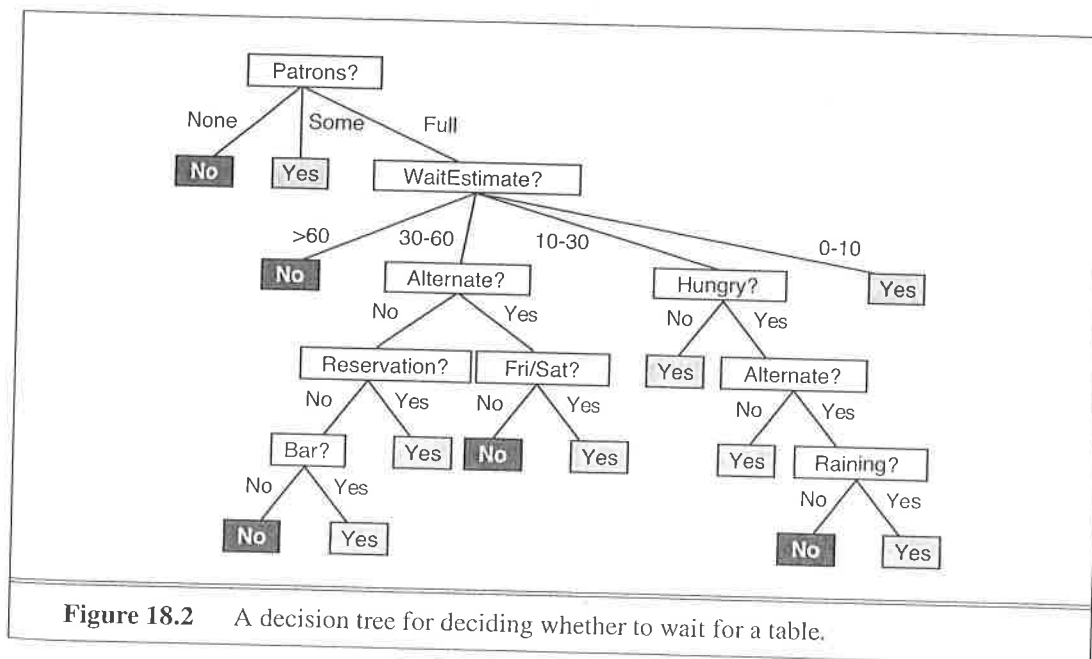 Patrons?
None Some Full
No Yes WaitEstimate?
>60 30-60 10-30 0-10
No Alternate? Hungry? Yes
No Yes No Yes
Reservation? Fri/Sat? Yes Alternate?
No Yes No Yes No Yes
Bar? Yes No Yes Yes Raining?
No Yes No Yes
No Yes No Yes
Figure 18.2 A decision tree for deciding whether to wait for a table.